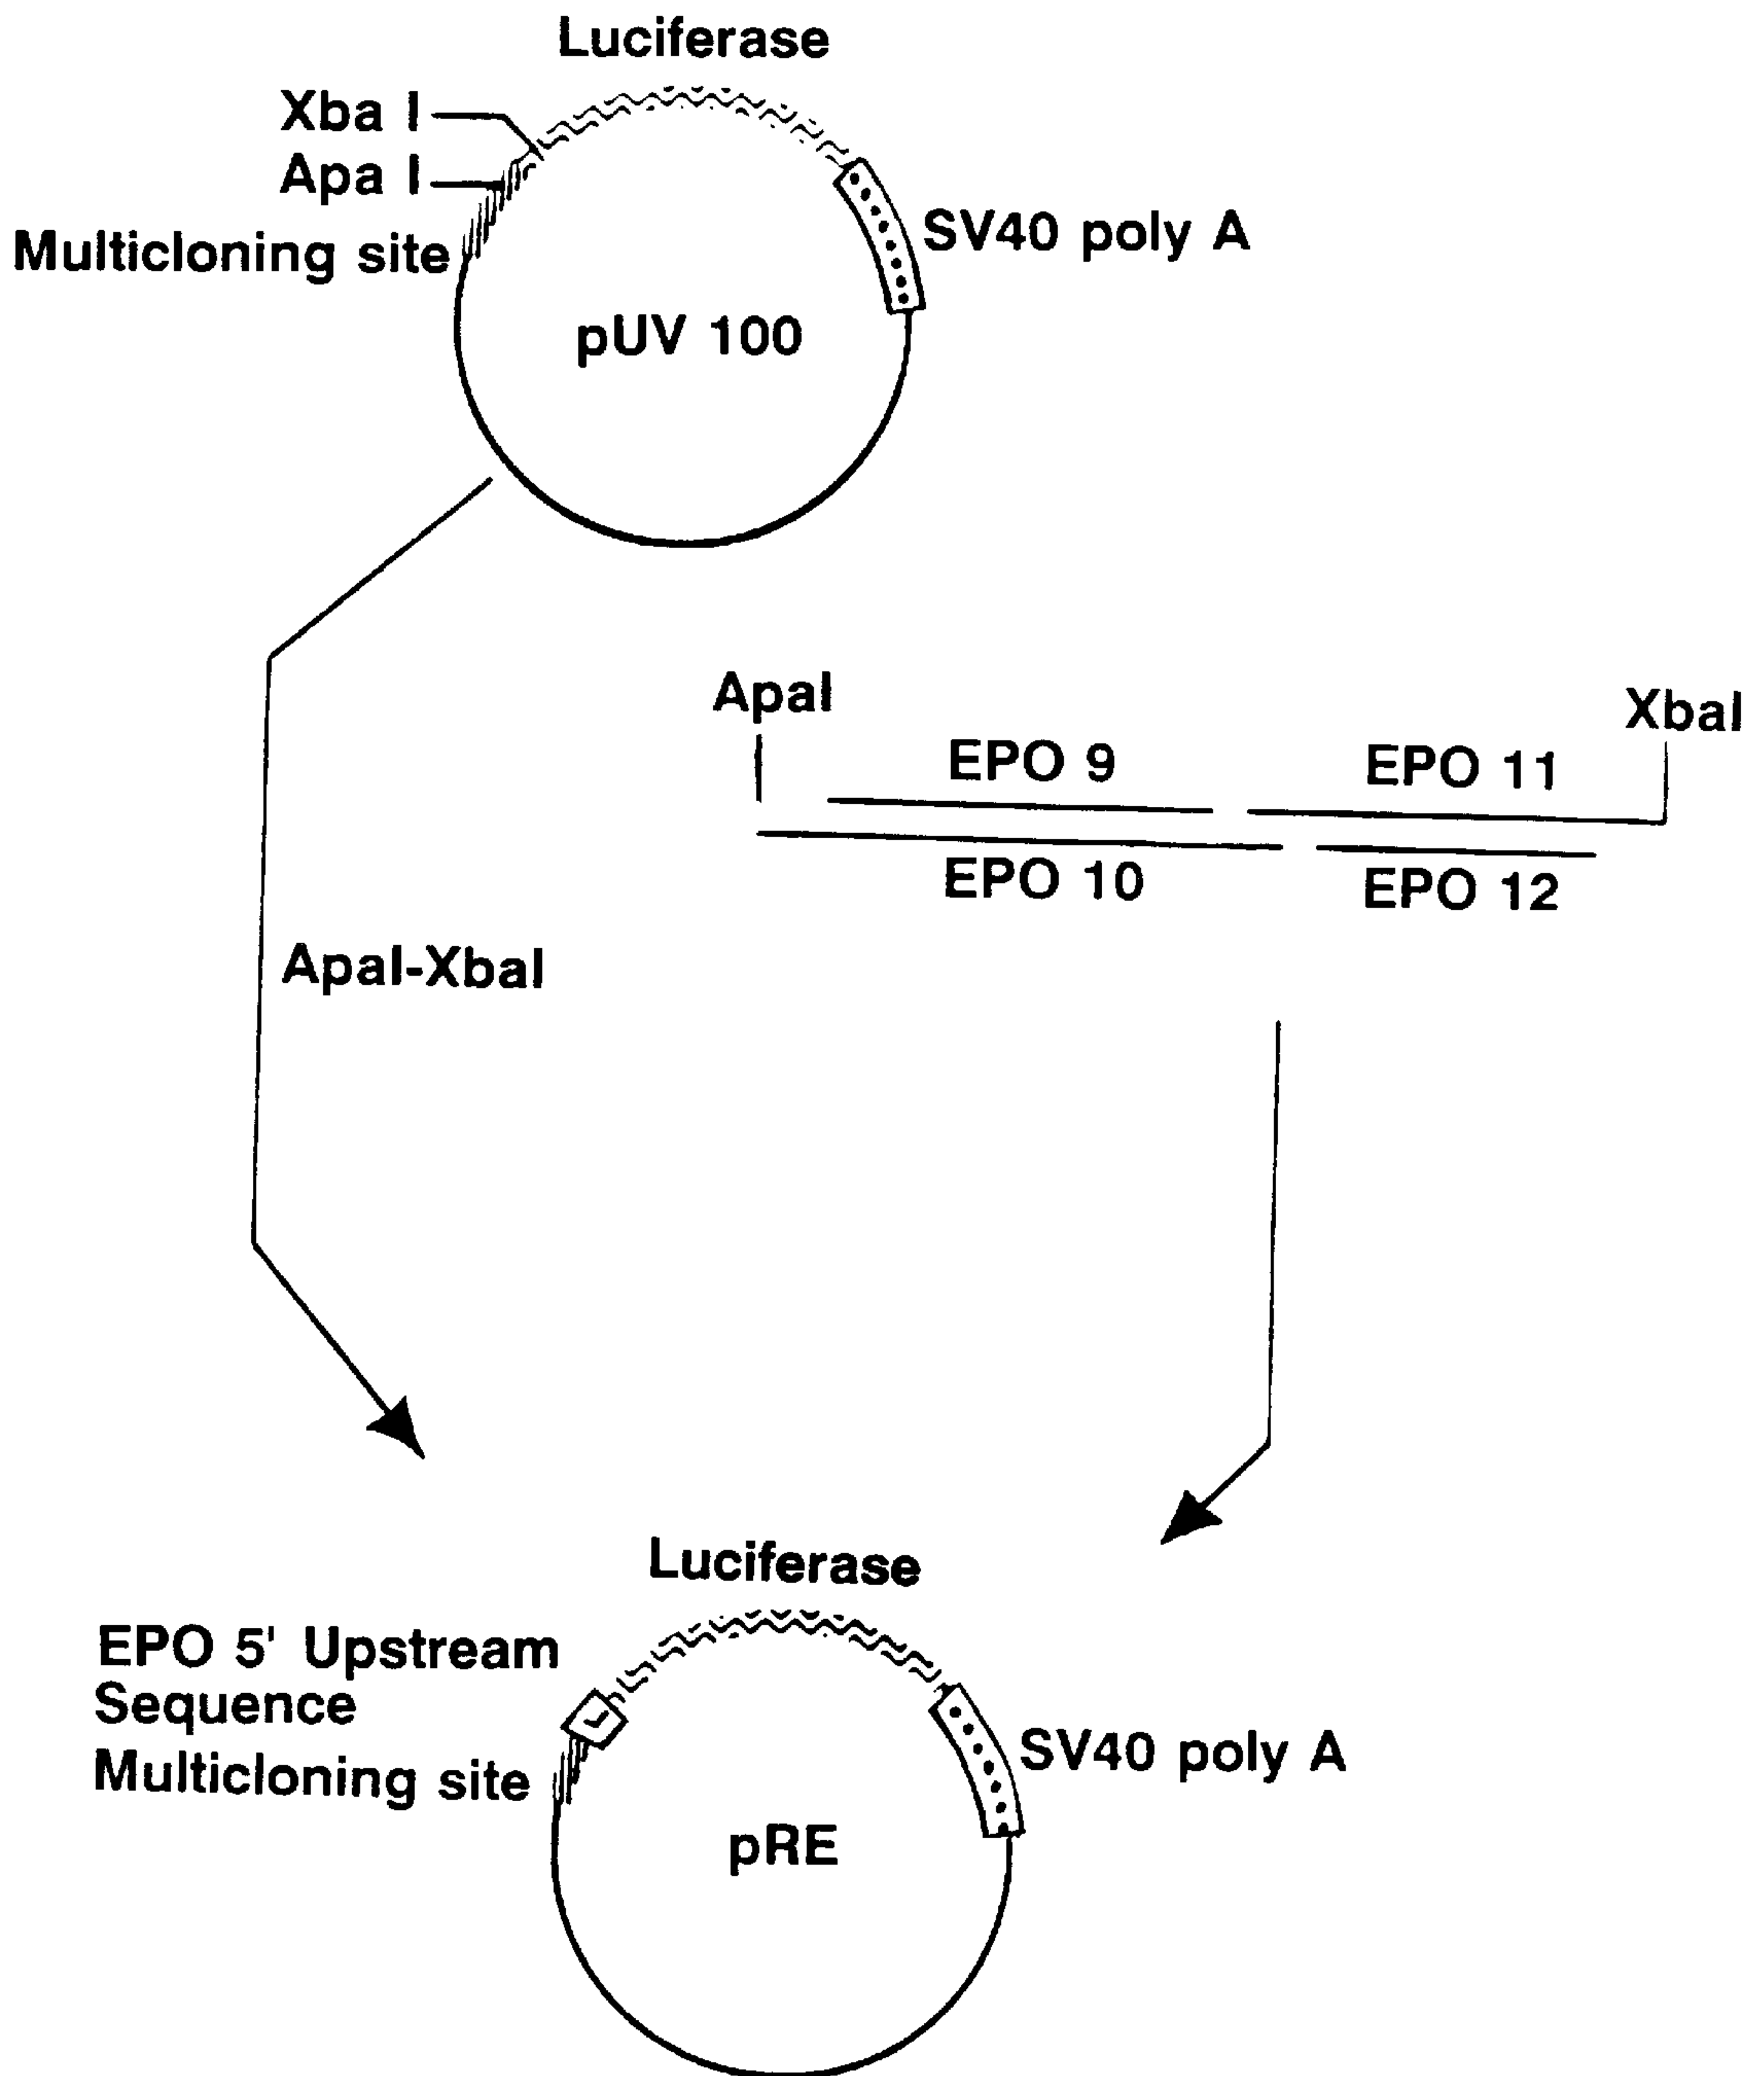 Luciferase
Xba I
Apa I
Multicloning site
SV40 poly A
pUV 100
ApaI
XbaI
EPO 9
EPO 11
EPO 10
EPO 12
ApaI-XbaI
Luciferase
EPO 5' Upstream
Sequence
Multicloning site
SV40 poly A
pRE